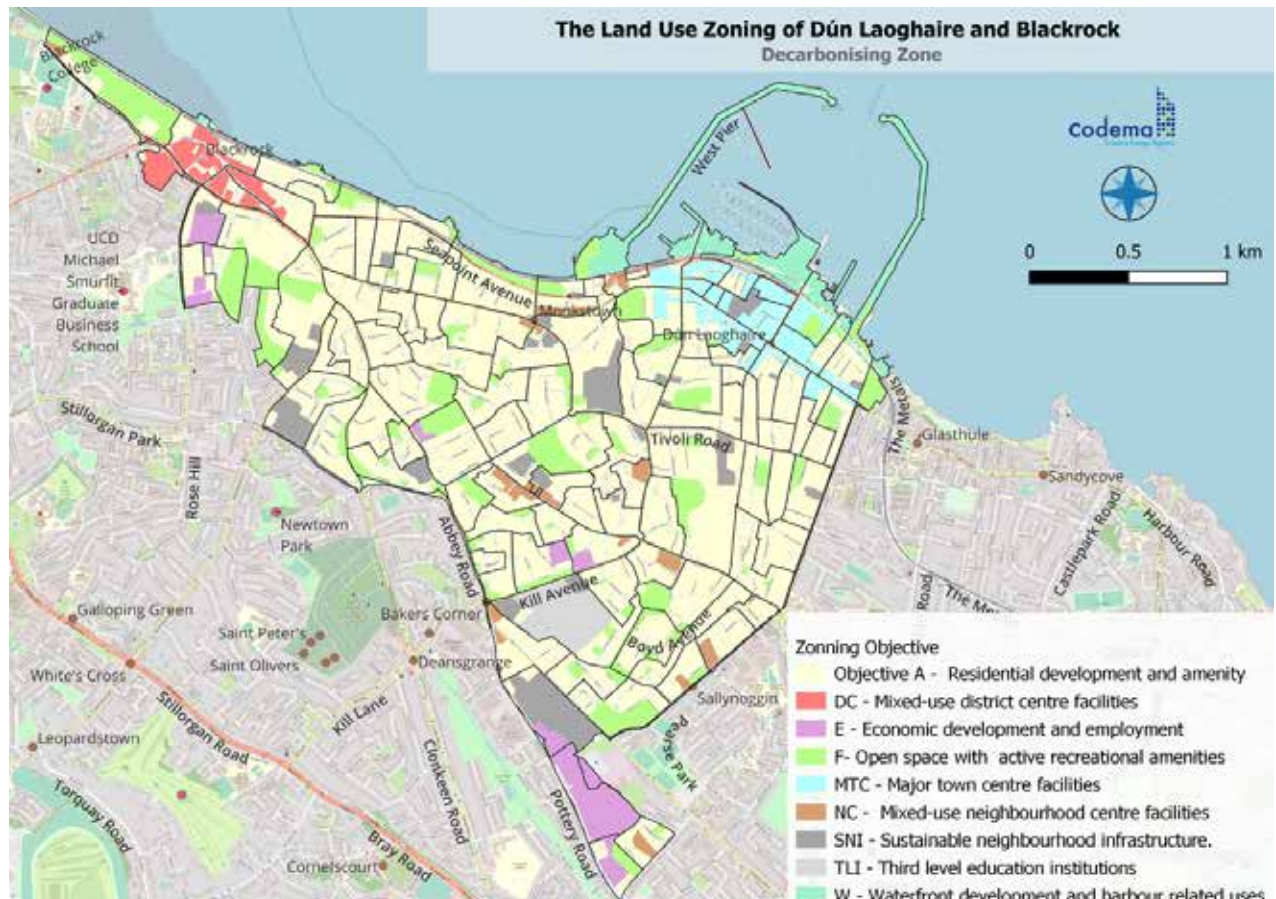 The Land Use Zoning of Dún Laoghaire and Blackrock
Decarbonising Zone
Blackrock
College
codema
West Pier
Blackrock
0 0.5 1 km
UCD
Michael
Smurfit
Graduate
Business
School
Seapoint Avenue
Monkstown
Dún Laoghaire
The Metals
Glasthule
Stillorgan Park
Tivoli Road
Sandycove
Rose Hill
Castlepark Road
Harbour Road
Newtown
Park
Abbey Road
Kill Avenue
Road
The Me
Galloping Green
Bakers Corner
Saint Peter's
Boyd Avenue
Saint Olivers
Deansgrange
White's Cross
Sallynoggin
Kill Lane
Stillorgan Road
Leopardstown
Clonkeen Road
Pearse Park
Pottery Road
Torquay Road
Bray Road
Cornelscourt
Zonning Objective
Objective A - Residential development and amenity
DC - Mixed-use district centre facilities
E - Economic development and employment
F- Open space with active recreational amenities
MTC - Major town centre facilities
NC - Mixed-use neighbourhood centre facilities
SNI - Sustainable neighbourhood infrastructure.
TLI - Third level education institutions
W - Waterfront development and harbour related uses